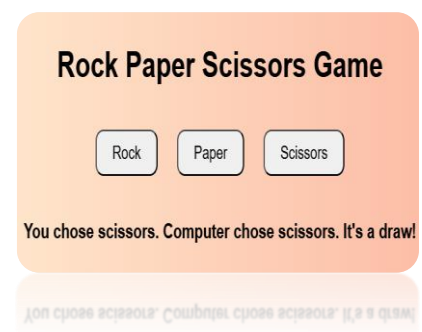 Rock Paper Scissors Game
Rock Paper Scissors
You chose scissors. Computer chose scissors. It's a draw!